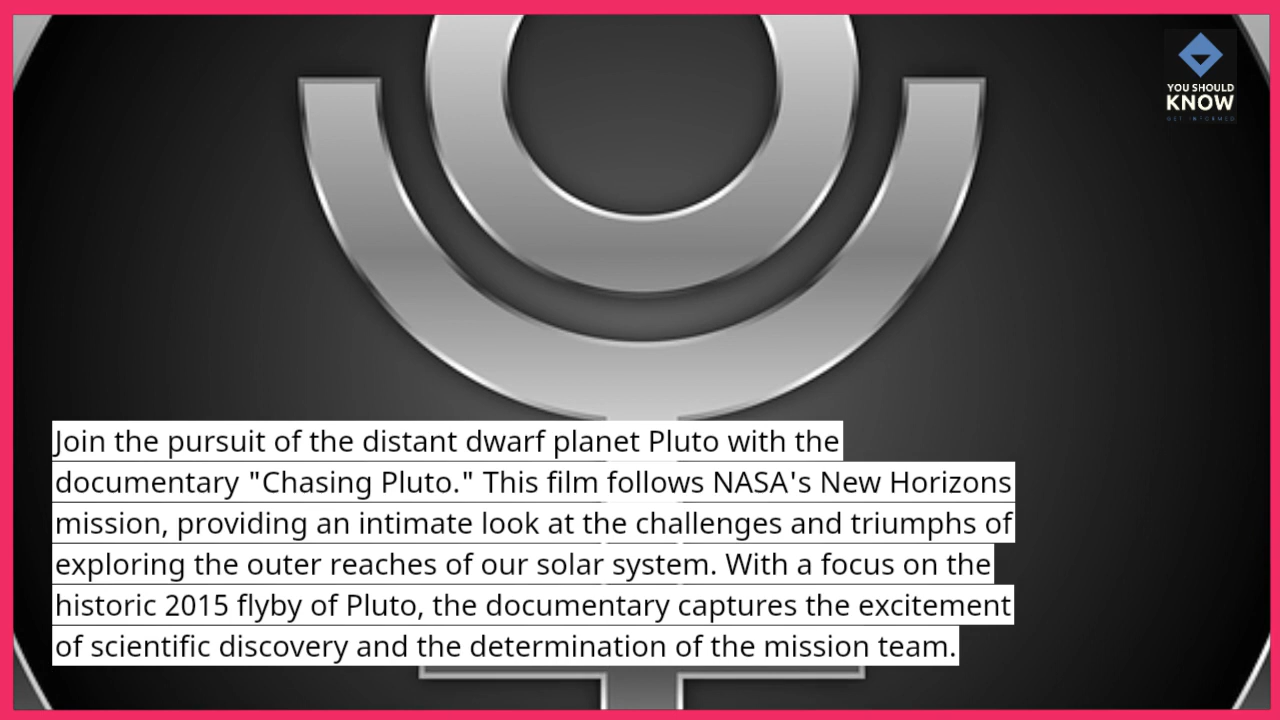 YOU SHOULD
KNOW
GET INFORMED
Join the pursuit of the distant dwarf planet Pluto with the
documentary "Chasing Pluto." This film follows NASA's New Horizons
mission, providing an intimate look at the challenges and triumphs of
exploring the outer reaches of our solar system. With a focus on the
historic 2015 flyby of Pluto, the documentary captures the excitement
of scientific discovery and the determination of the mission team.